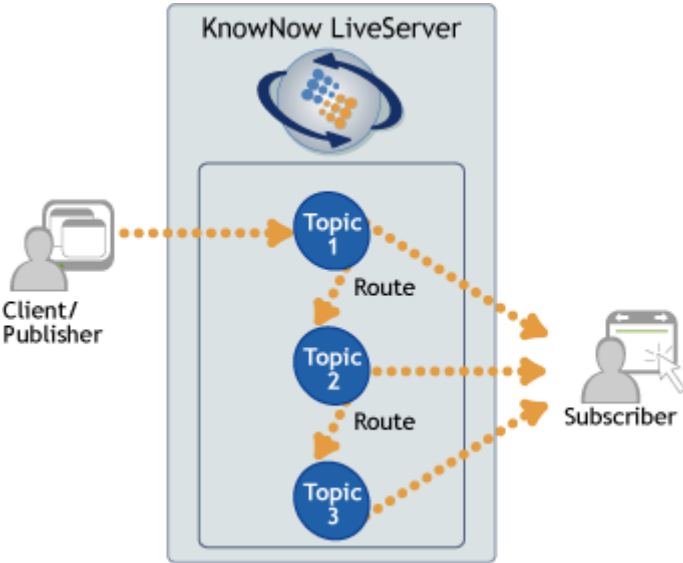 KnowNow LiveServer
Topic
1
Route
Client/
Publisher
Topic
2
Route
Subscriber
Topic
3